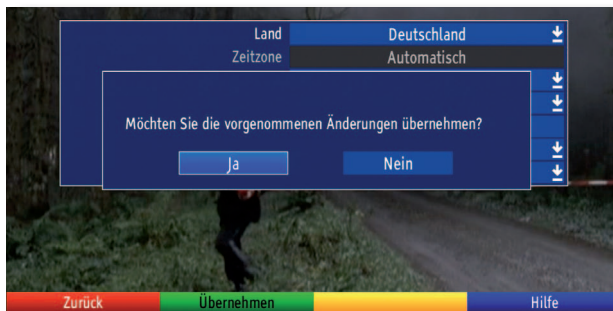 Land Deutschland
Zeitzone Automatisch
Möchten Sie die vorgenommenen Änderungen übernehmen?
Ja Nein
Zurück Übernehmen Hilfe